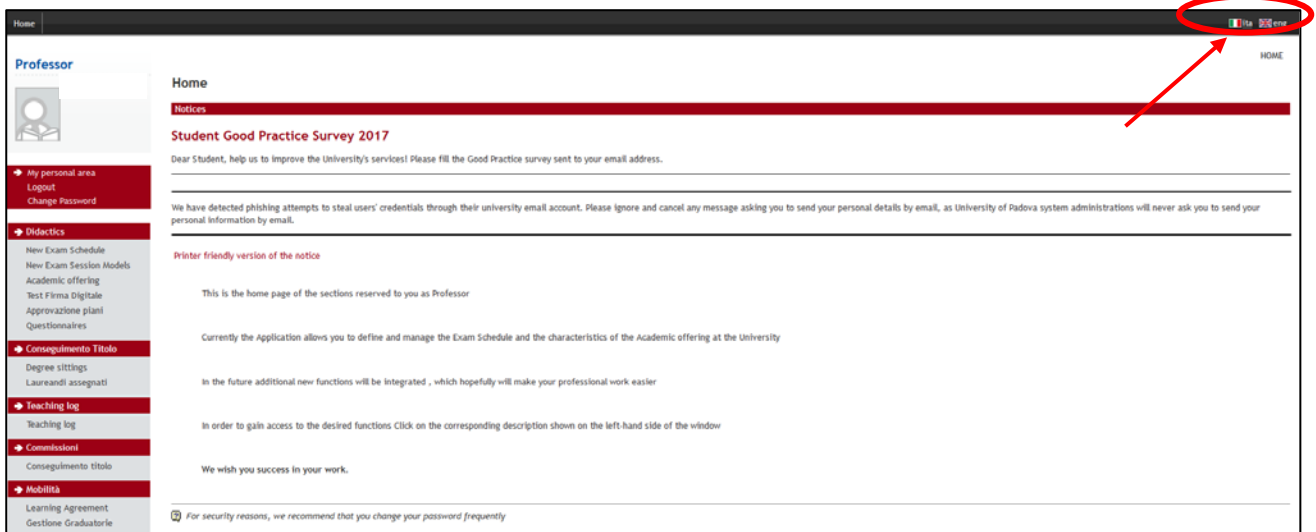 Home
ita eng
HOME
Professor
Home
Notices
Student Good Practice Survey 2017
Dear Student, help us to improve the University's services! Please fill the Good Practice survey sent to your email address.
My personal area
Logout
Change Password
We have detected phishing attempts to steal users' credentials through their university email account. Please ignore and cancel any message asking you to send your personal details by email, as University of Padova system administrations will never ask you to send your
personal information by email.
Didactics
New Exam Schedule
New Exam Session Models
Academic offering
Test Firma Digitale
Approvazione piani
Questionnaires
Printer friendly version of the notice
This is the home page of the sections reserved to you as Professor
Currently the Application allows you to define and manage the Exam Schedule and the characteristics of the Academic offering at the University
Conseguimento Titolo
Degree sittings
Laureandi assegnati
In the future additional new functions will be integrated , which hopefully will make your professional work easier
Teaching log
Teaching log
In order to gain access to the desired functions Click on the corresponding description shown on the left-hand side of the window
Commissioni
Conseguimento titolo
We wish you success in your work.
Mobilità
Learning Agreement
Gestione Graduatorie
For security reasons, we recommend that you change your password frequently